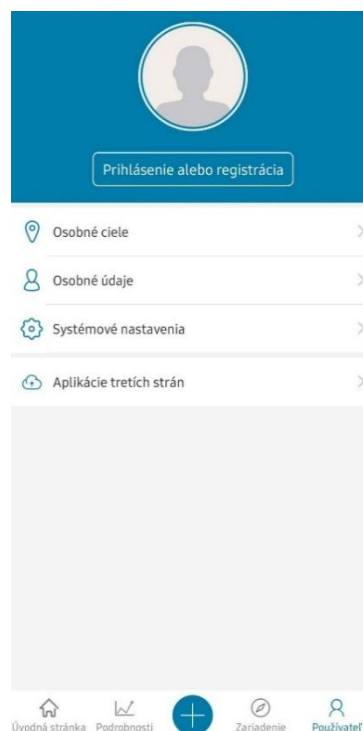 Prihlásenie alebo registrácia
Osobné ciele
Osobné údaje
Systémové nastavenia
Aplikácie tretích strán
Úvodná stránka Podrobnosti Zariadenie Používateľ